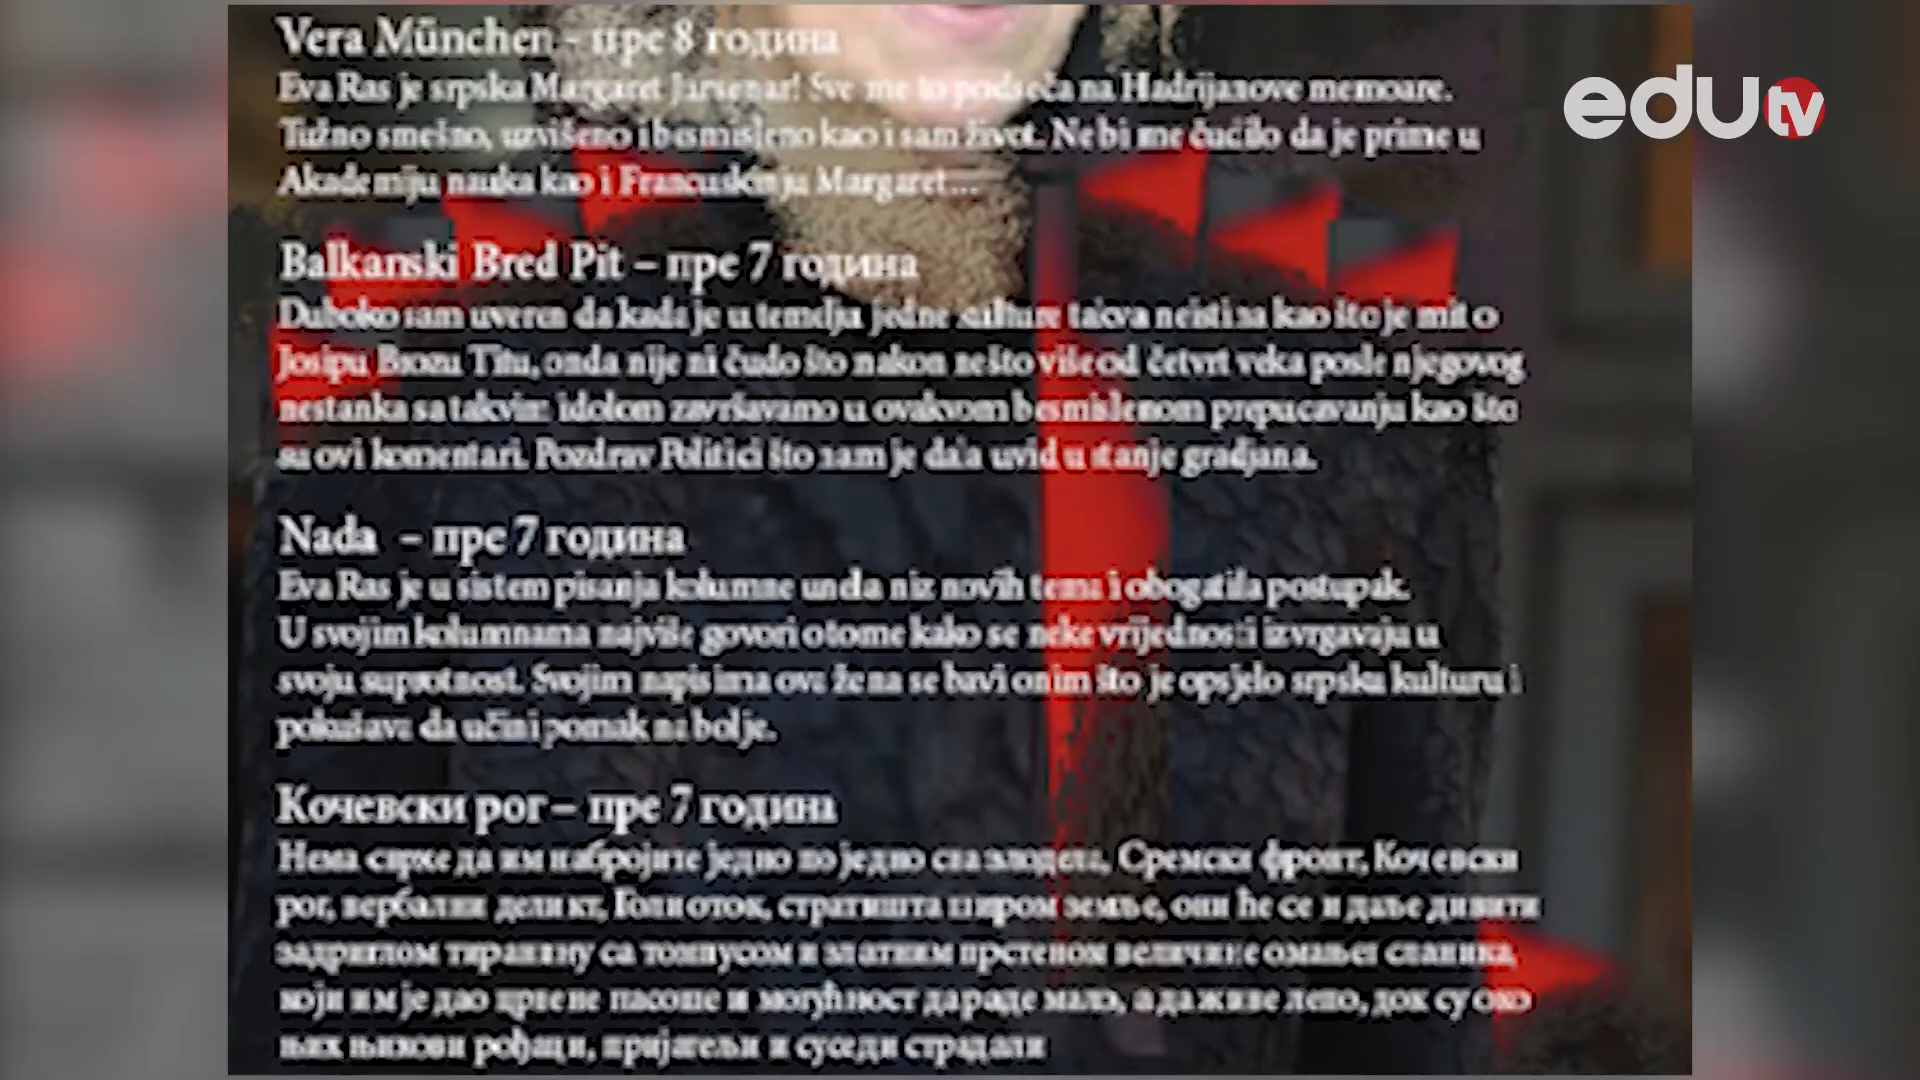 Vera München - пре 8 година
Eva Ras je srpska Margaret Jarsenar! Sve me to podseća na Hadrijanove memoare.
Tužno smešno, uzvišeno i besmisleno kao i sam život. Ne bi me čudilo da je prime u
Akademiju nauka kao i Francuskinju Margaret...
Balkanski Bred Pit – пре 7 година
Duboko sam uveren da kada je u temelju jedne kulture takva neistina kao što je mit o
Josipu Brozu Titu, onda nije ni čudo što nakon nešto više od četvrt veka posle njegovog
nestanka sa takvim idolom završavamo u ovakvom besmislenom prepucavanju kao što
su ovi komentari. Pozdrav Politici što nam je dala uvid u stanje gradjana.
Nada – пре 7 година
Eva Ras je u sistem pisanja kolumne unela niz novih tema i obogatila postupak.
U svojim kolumnama najviše govori o tome kako se neke vrijednosti izvrgavaju u
svoju suprotnost. Svojim napisima ova žena se bavi onim što je opsjelo srpsku kulturu i
pokušava da učini pomak na bolje.
Кочевски рог – пре 7 година
Нема сврхе да им набројите једно по једно сва злодела, Сремски фронт, Кочевски
рог, вербални деликт, Голи оток, стратишта широм земље, они ће се и даље дивити
задриглом тиранину са томпусом и златним прстеном величине омањег сланика,
који им је дао црвене пасоше и могућност да раде мало, а да живе лепо, док су око
њих њихови рођаци, пријатељи и суседи страдали
edu tv